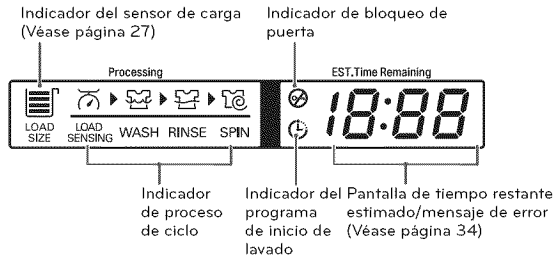 Indicador del sensor de carga
(Véase página 27)
Indicador de bloqueo de
puerta
Processing
EST.Time Remaining
LOAD
SIZE
LOAD
SENSING
WASH
RINSE
SPIN
18:88
Indicador
de proceso
de ciclo
Indicador del
programa
de inicio de
lavado
Pantalla de tiempo restante
estimado/mensaje de error
(Véase página 34)